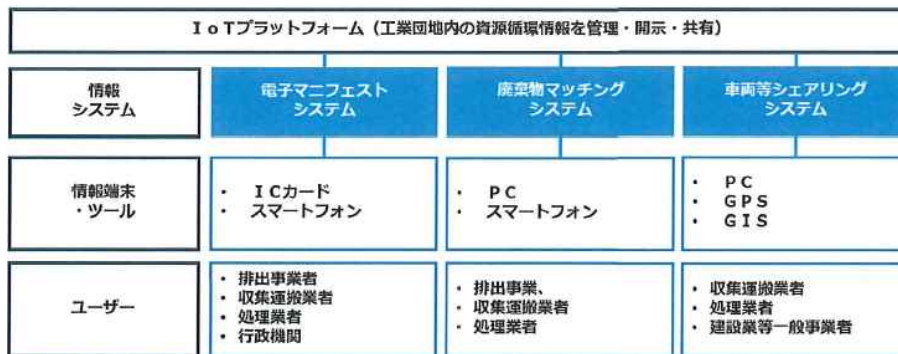 ＩｏＴプラットフォーム（工業団地内の資源循環情報を管理・開示・共有）
情報
システム
電子マニフェスト
システム
廃棄物マッチング
システム
車両等シェアリング
システム
情報端末
・ツール
・ ＩＣカード
・ スマートフォン
・ ＰＣ
・ スマートフォン
・ ＰＣ
・ ＧＰＳ
・ ＧＩＳ
ユーザー
・ 排出事業者
・ 収集運搬業者
・ 処理業者
・ 行政機関
・ 排出事業、
・ 収集運搬業者
・ 処理業者
・ 収集運搬業者
・ 処理業者
・ 建設業等一般事業者